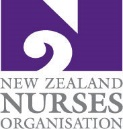 NEW ZEALAND
NURSES
ORGANISATION